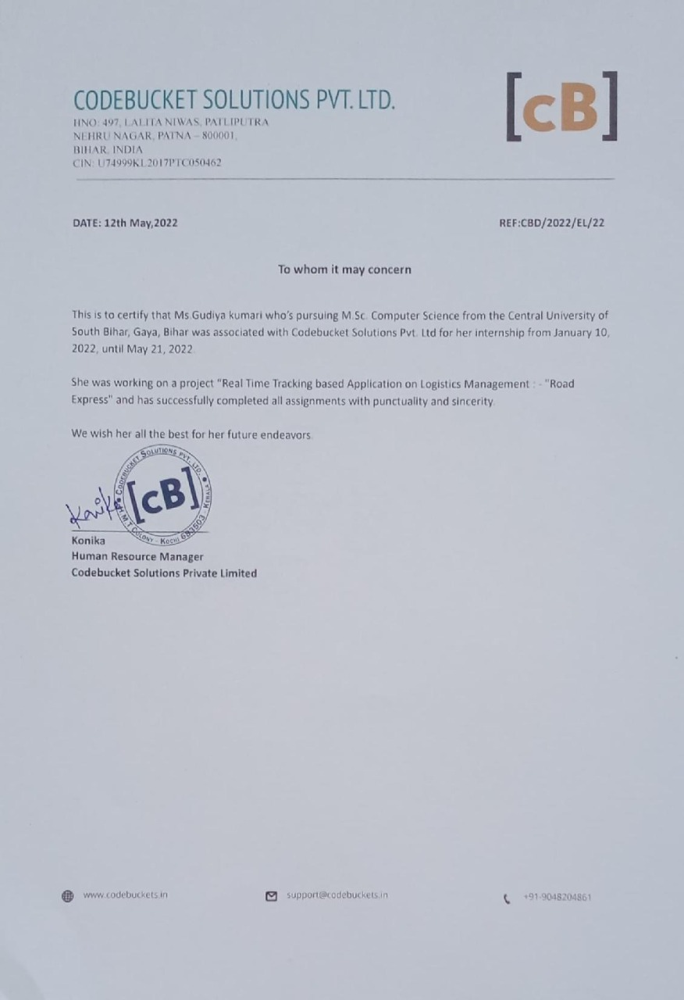 CODEBUCKET SOLUTIONS PVT. LTD.
[cB]
HNO: 497, LALITA NIWAS, PATLIPUTRA
NEHRU NAGAR, PATNA – 800001,
BIHAR, INDIA
CIN: U74999KL2017PTC050462
DATE: 12th May,2022
REF:CBD/2022/EL/22
To whom it may concern
This is to certify that Ms.Gudiya kumari who's pursuing M.Sc. Computer Science from the Central University of
South Bihar, Gaya, Bihar was associated with Codebucket Solutions Pvt. Ltd for her internship from January 10,
2022, until May 21, 2022.
She was working on a project "Real Time Tracking based Application on Logistics Management : - "Road
Express" and has successfully completed all assignments with punctuality and sincerity.
We wish her all the best for her future endeavors.
CODEBUCKET SOLUTIONS PVT. LTD. H.M.T COLONY - KOCHI 683503 - KERALA
[cB]
Konika
Konika
Human Resource Manager
Codebucket Solutions Private Limited
www.codebuckets.in
support@codebuckets.in
+91-9048204861